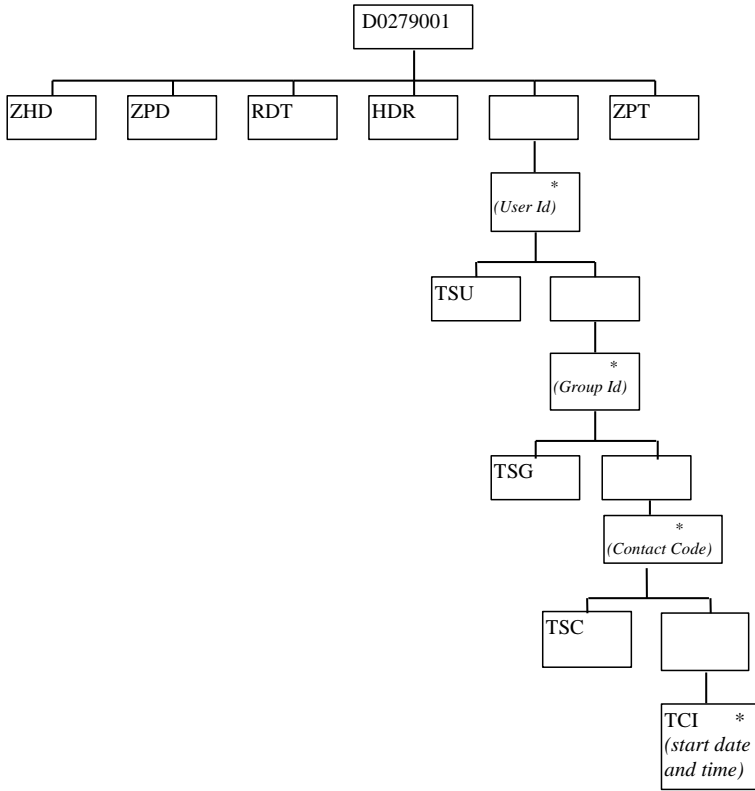 D0279001
ZHD
ZPD
RDT
HDR
ZPT
*
(User Id)
TSU
*
(Group Id)
TSG
*
(Contact Code)
TSC
TCI *
(start date
and time)